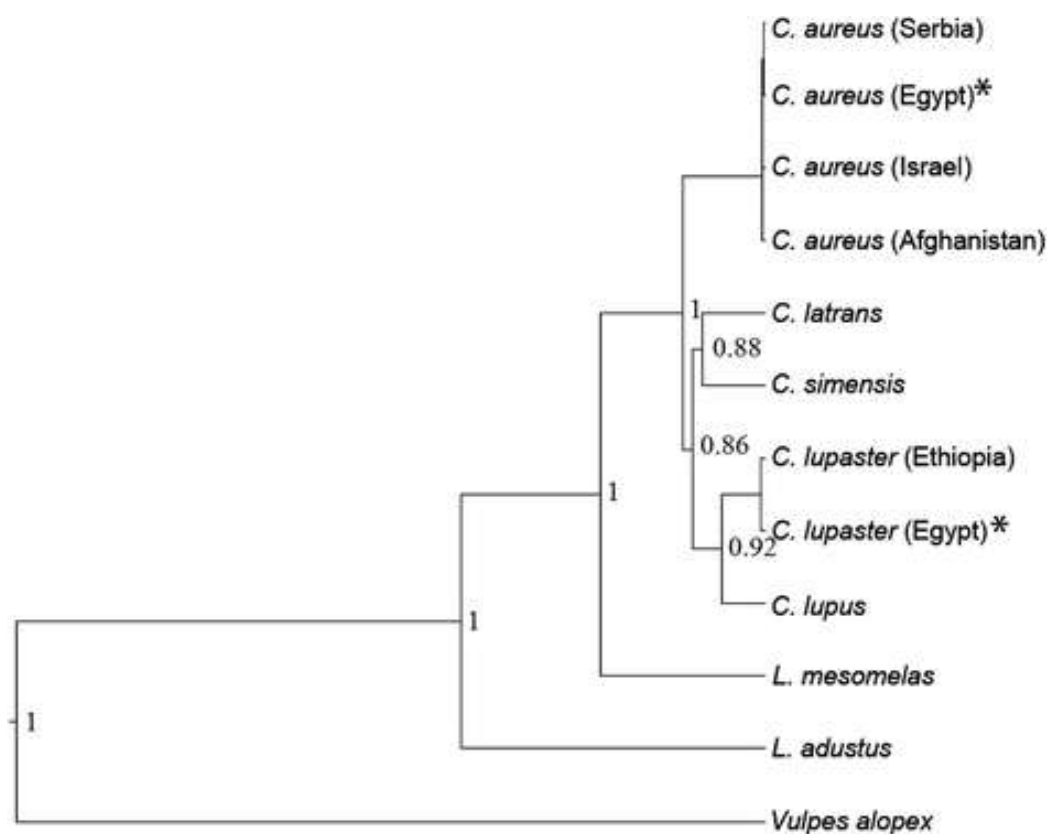 C. aureus (Serbia)
C. aureus (Egypt)*
C. aureus (Israel)
C. aureus (Afghanistan)
1
C. latrans
0.88
C. simensis
0.86
C. lupaster (Ethiopia)
1
C. lupaster (Egypt)*
0.92
C. lupus
1
L. mesomelas
1
L. adustus
Vulpes alopex